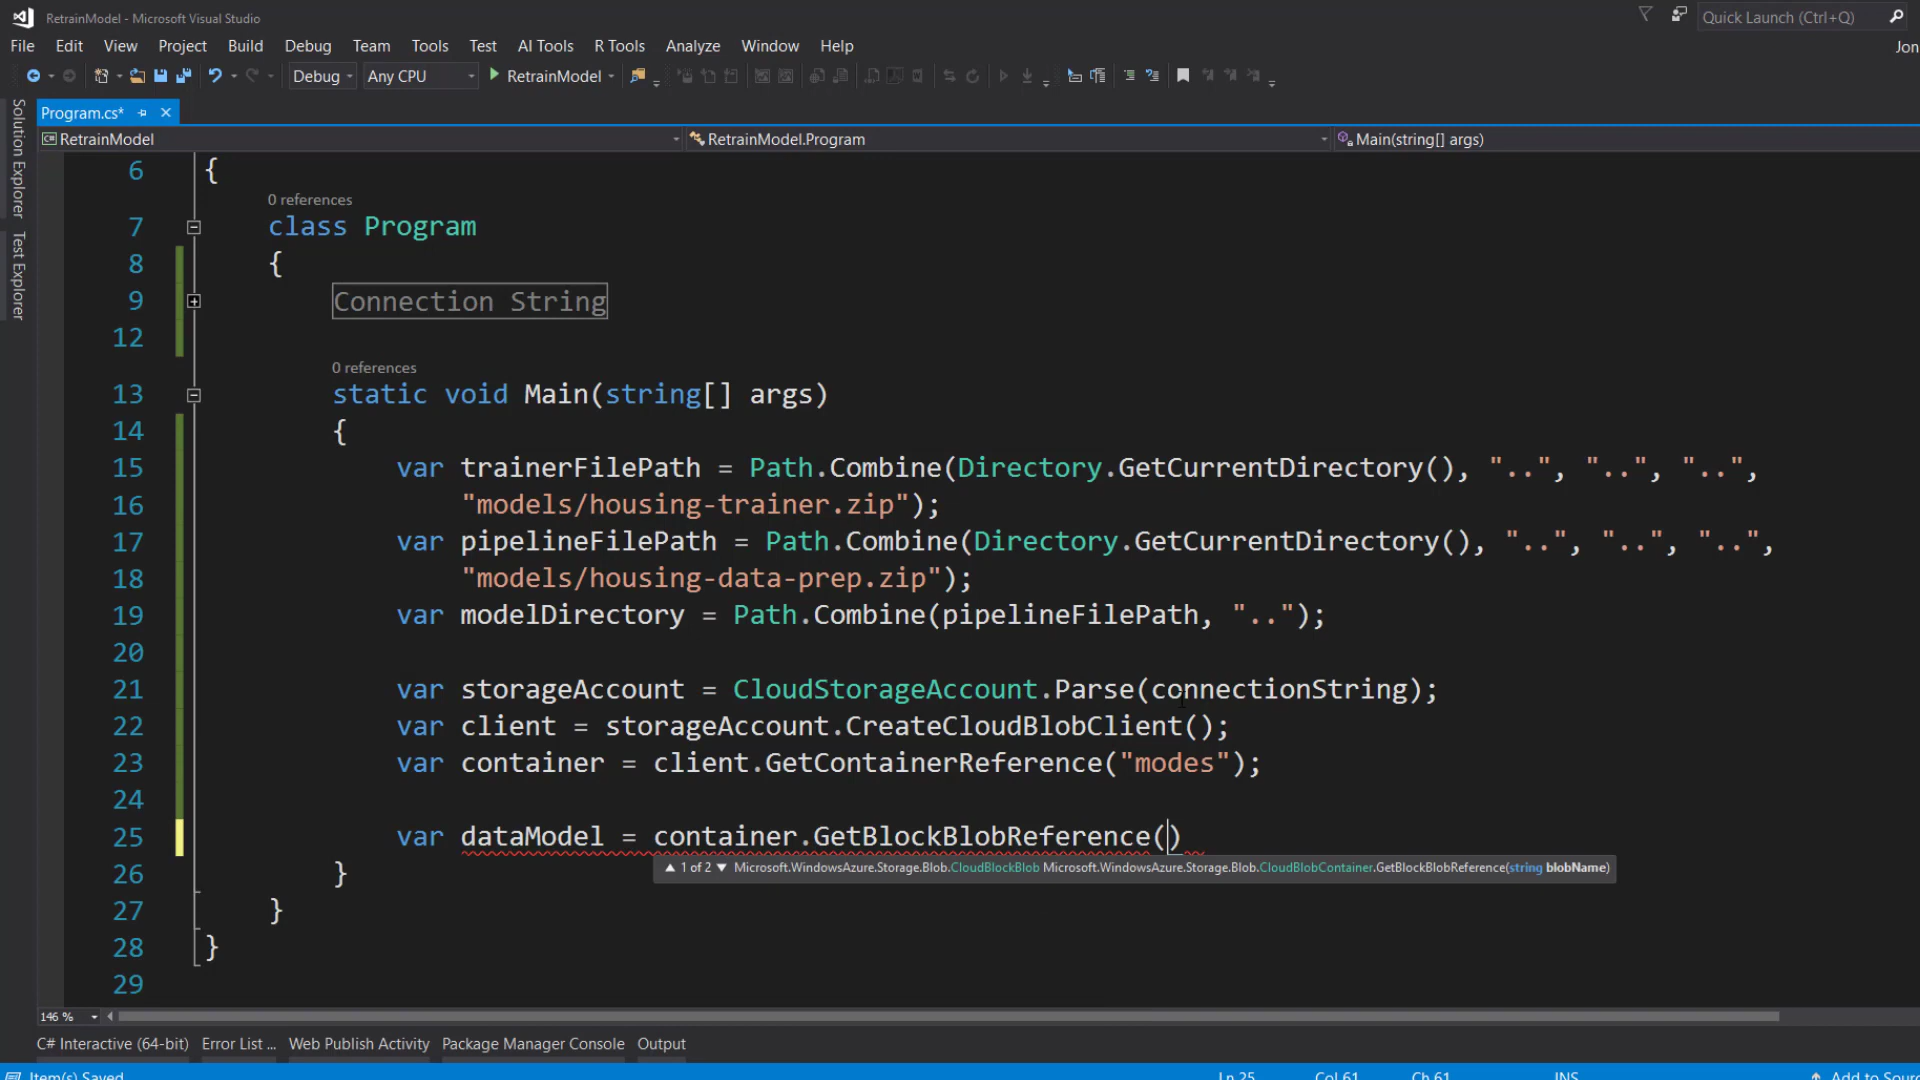 RetrainModel - Microsoft Visual Studio
Quick Launch (Ctrl+Q)
File Edit View Project Build Debug Team Tools Test AI Tools R Tools Analyze Window Help
Jon
Debug Any CPU RetrainModel
Solution Explorer
Test Explorer
Program.cs*
RetrainModel RetrainModel.Program Main(string[] args)
6 {
0 references
7 class Program
8 {
9 Connection String
12
0 references
13 static void Main(string[] args)
14 {
15 var trainerFilePath = Path.Combine(Directory.GetCurrentDirectory(), "..", "..", "..",
16 "models/housing-trainer.zip");
17 var pipelineFilePath = Path.Combine(Directory.GetCurrentDirectory(), "..", "..", "..",
18 "models/housing-data-prep.zip");
19 var modelDirectory = Path.Combine(pipelineFilePath, "..");
20
21 var storageAccount = CloudStorageAccount.Parse(connectionString);
22 var client = storageAccount.CreateCloudBlobClient();
23 var container = client.GetContainerReference("modes");
24
25 var dataModel = container.GetBlockBlobReference()
▲ 1 of 2 ▼ Microsoft.WindowsAzure.Storage.Blob.CloudBlockBlob Microsoft.WindowsAzure.Storage.Blob.CloudBlobContainer.GetBlockBlobReference(string blobName)
26 }
27 }
28 }
29
146 %
C# Interactive (64-bit) Error List ... Web Publish Activity Package Manager Console Output
Item(s) Saved Ln 25 Col 61 Ch 61 INS Add to Sourc